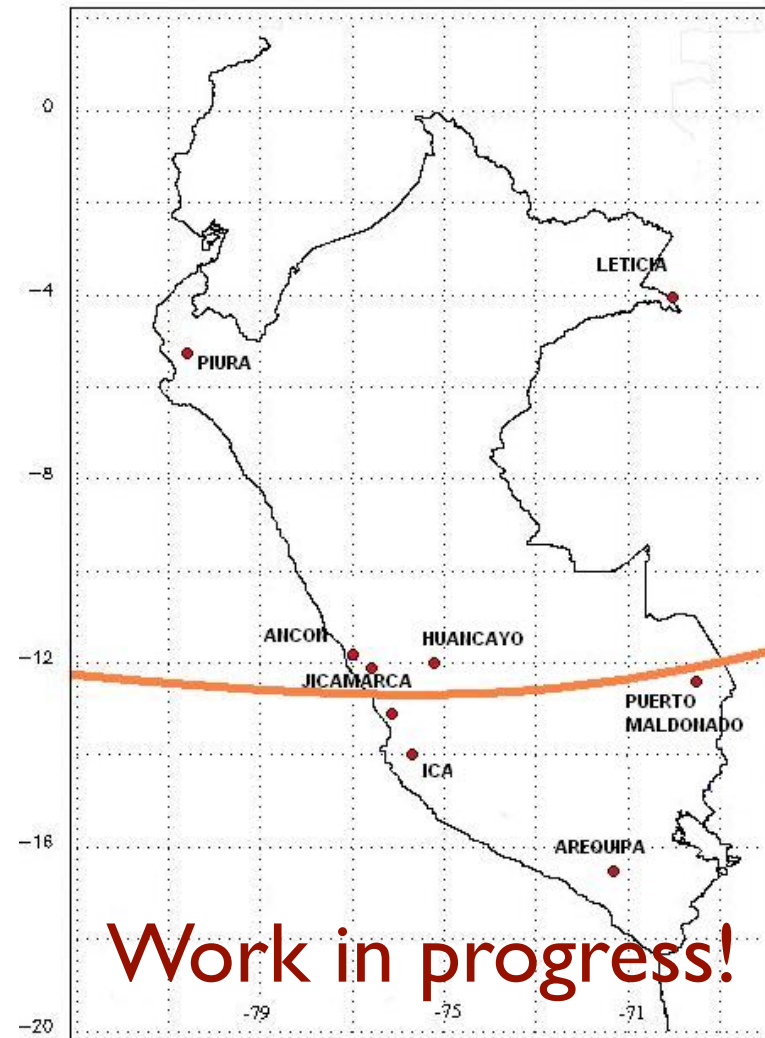 0
LETICIA
-4
PIURA
-8
ANCON
HUANCAYO
-12
JICAMARCA
PUERTO
MALDONADO
ICA
-16
AREQUIPA
Work in progress!
-79 -75 -71
-20